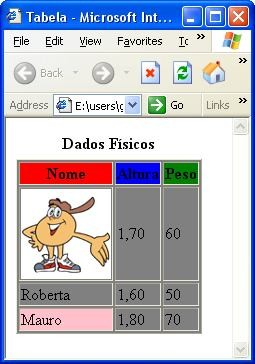 Tabela - Microsoft Int...
File Edit View Favorites To »
Back »
Address E:\users\g Go Links »
Dados Físicos
Nome Altura Peso
1,70 60
Roberta 1,60 50
Mauro 1,80 70